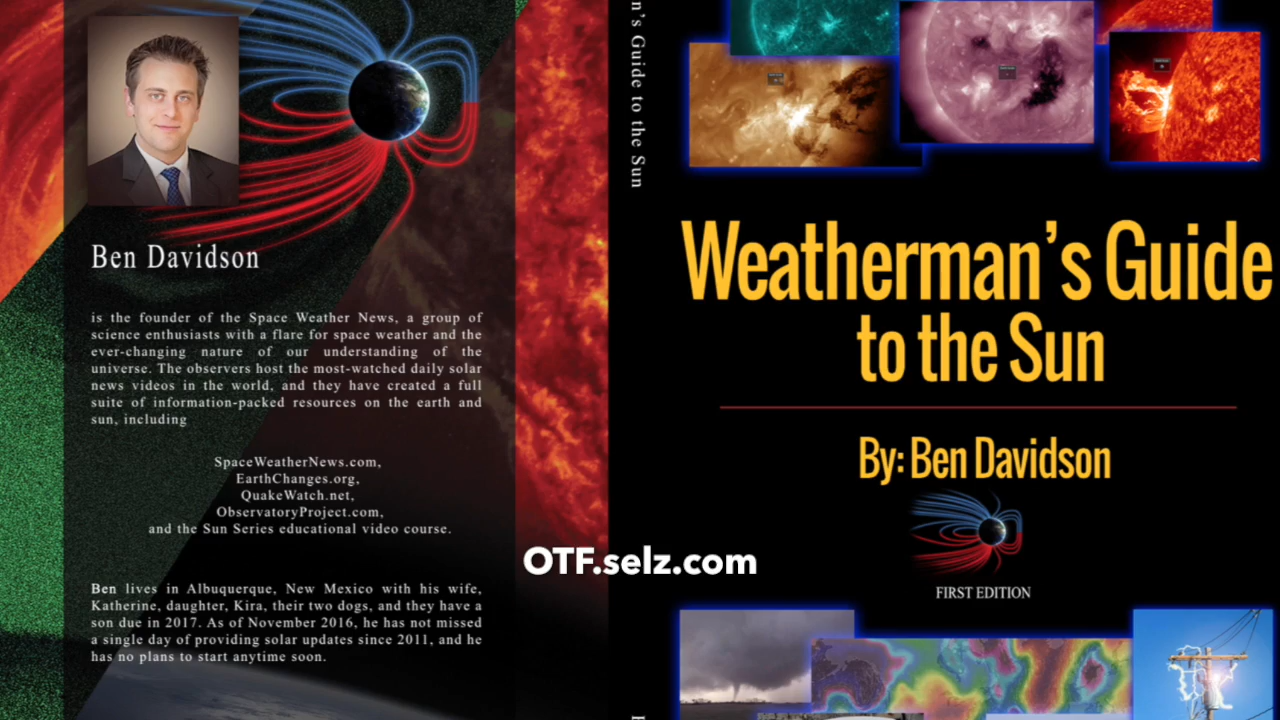 Ben Davidson
is the founder of the Space Weather News, a group of
science enthusiasts with a flare for space weather and the
ever-changing nature of our understanding of the
universe. The observers host the most-watched daily solar
news videos in the world, and they have created a full
suite of information-packed resources on the earth and
sun, including
SpaceWeatherNews.com,
EarthChanges.org,
QuakeWatch.net,
ObservatoryProject.com,
and the Sun Series educational video course.
Ben lives in Albuquerque, New Mexico with his wife,
Katherine, daughter, Kira, their two dogs, and they have a
son due in 2017. As of November 2016, he has not missed
a single day of providing solar updates since 2011, and he
has no plans to start anytime soon.
n's Guide to the Sun
Weatherman's Guide
to the Sun
By: Ben Davidson
FIRST EDITION
OTF.selz.com